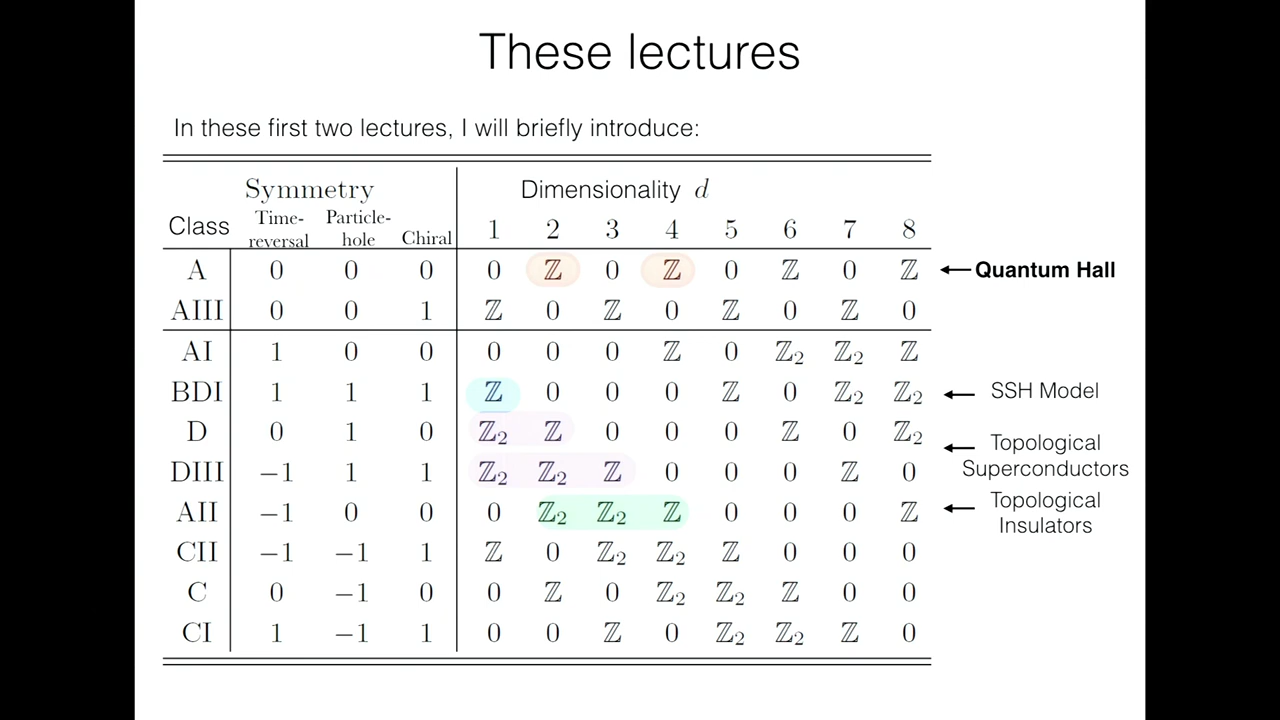 These lectures
In these first two lectures, I will briefly introduce:
Symmetry Dimensionality d
Class Time-reversal Particle-hole Chiral 1 2 3 4 5 6 7 8
A 0 0 0 0 ℤ 0 ℤ 0 ℤ 0 ℤ ← Quantum Hall
AIII 0 0 1 ℤ 0 ℤ 0 ℤ 0 ℤ 0
AI 1 0 0 0 0 0 ℤ 0 ℤ₂ ℤ₂ ℤ
BDI 1 1 1 ℤ 0 0 0 ℤ 0 ℤ₂ ℤ₂ ← SSH Model
D 0 1 0 ℤ₂ ℤ 0 0 0 ℤ 0 ℤ₂
← Topological
Superconductors
DIII −1 1 1 ℤ₂ ℤ₂ ℤ 0 0 0 ℤ 0
AII −1 0 0 0 ℤ₂ ℤ₂ ℤ 0 0 0 ℤ
← Topological
Insulators
CII −1 −1 1 ℤ 0 ℤ₂ ℤ₂ ℤ 0 0 0
C 0 −1 0 0 ℤ 0 ℤ₂ ℤ₂ ℤ 0 0
CI 1 −1 1 0 0 ℤ 0 ℤ₂ ℤ₂ ℤ 0